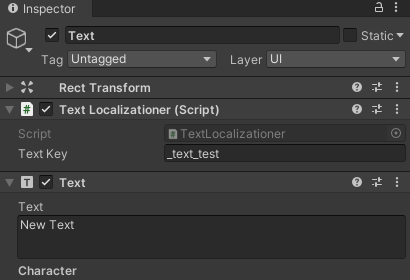 Inspector
Text
Static
Tag Untagged Layer UI
Rect Transform
# Text Localizationer (Script)
Script # TextLocalizationer
Text Key _text_test
T Text
Text
New Text
Character